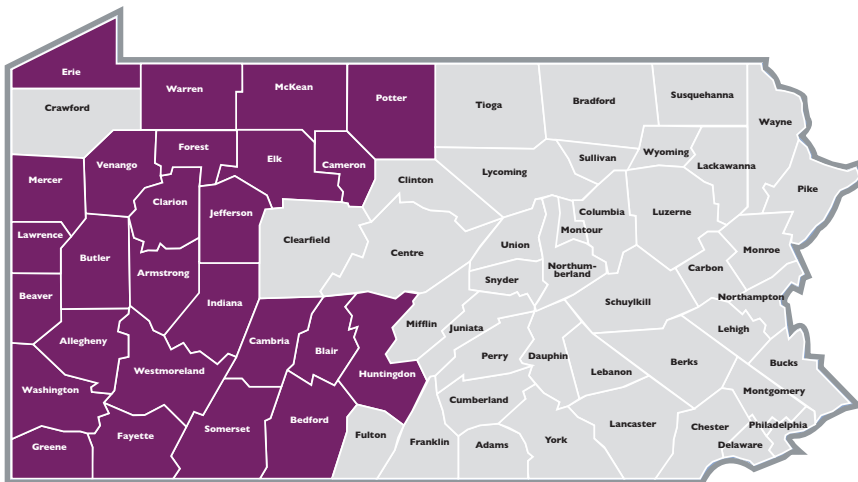 Erie
Warren
McKean
Potter
Crawford
Tioga
Bradford
Susquehanna
Wayne
Forest
Venango
Elk
Cameron
Mercer
Clinton
Lycoming
Sullivan
Wyoming
Lackawanna
Pike
Clarion
Jefferson
Columbia
Luzerne
Montour
Lawrence
Clearfield
Centre
Union
Monroe
Butler
Armstrong
Snyder
Northum-
berland
Carbon
Beaver
Indiana
Schuylkill
Northampton
Allegheny
Cambria
Blair
Mifflin
Juniata
Lehigh
Westmoreland
Huntingdon
Perry
Dauphin
Lebanon
Berks
Bucks
Washington
Cumberland
Montgomery
Greene
Fayette
Somerset
Bedford
Fulton
Franklin
Adams
York
Lancaster
Chester
Philadelphia
Delaware